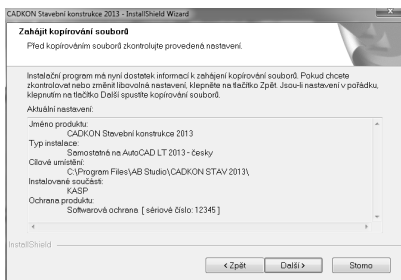 CADKON Stavební konstrukce 2013 - InstallShield Wizard
Zahájit kopírování souborů
Před kopírováním souborů zkontrolujte provedená nastavení.
Instalační program má nyní dostatek informací k zahájení kopírování souborů. Pokud chcete
zkontrolovat nebo změnit libovolná nastavení, klepněte na tlačítko Zpět. Jsou-li nastavení v pořádku,
klepnutím na tlačítko Další spustíte kopírování souborů.
Aktuální nastavení:
Jméno produktu:
CADKON Stavební konstrukce 2013
Typ instalace:
Samostatná na AutoCAD LT 2013 - česky
Cílové umístění:
C:\Program Files\AB Studio\CADKON STAV 2013\
Instalované součásti:
KASP
Ochrana produktu:
Softwarová ochrana [ sériové číslo: 12345 ]
InstallShield
< Zpět
Další >
Storno